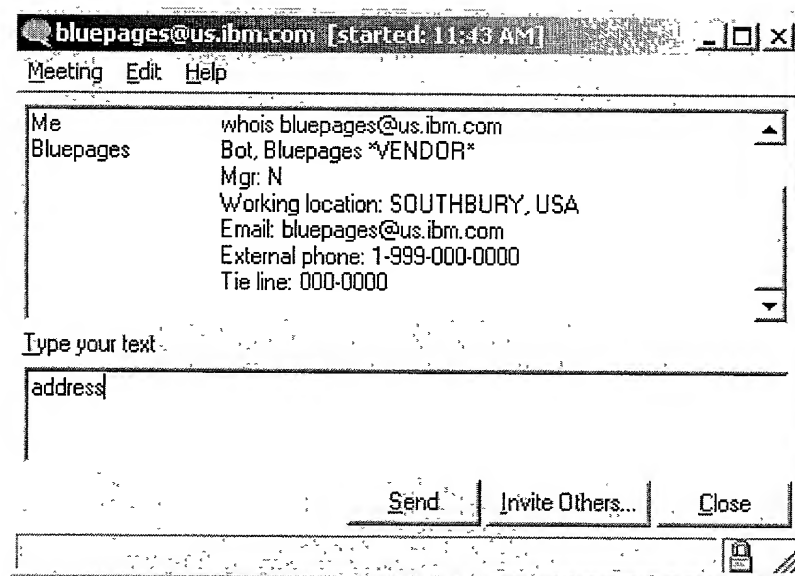 bluepages@us.ibm.com [started: 11:43 AM]
Meeting Edit Help
Me whois bluepages@us.ibm.com
Bluepages Bot, Bluepages *VENDOR*
Mgr: N
Working location: SOUTHBURY, USA
Email: bluepages@us.ibm.com
External phone: 1-999-000-0000
Tie line: 000-0000
Type your text
address
Send Invite Others... Close